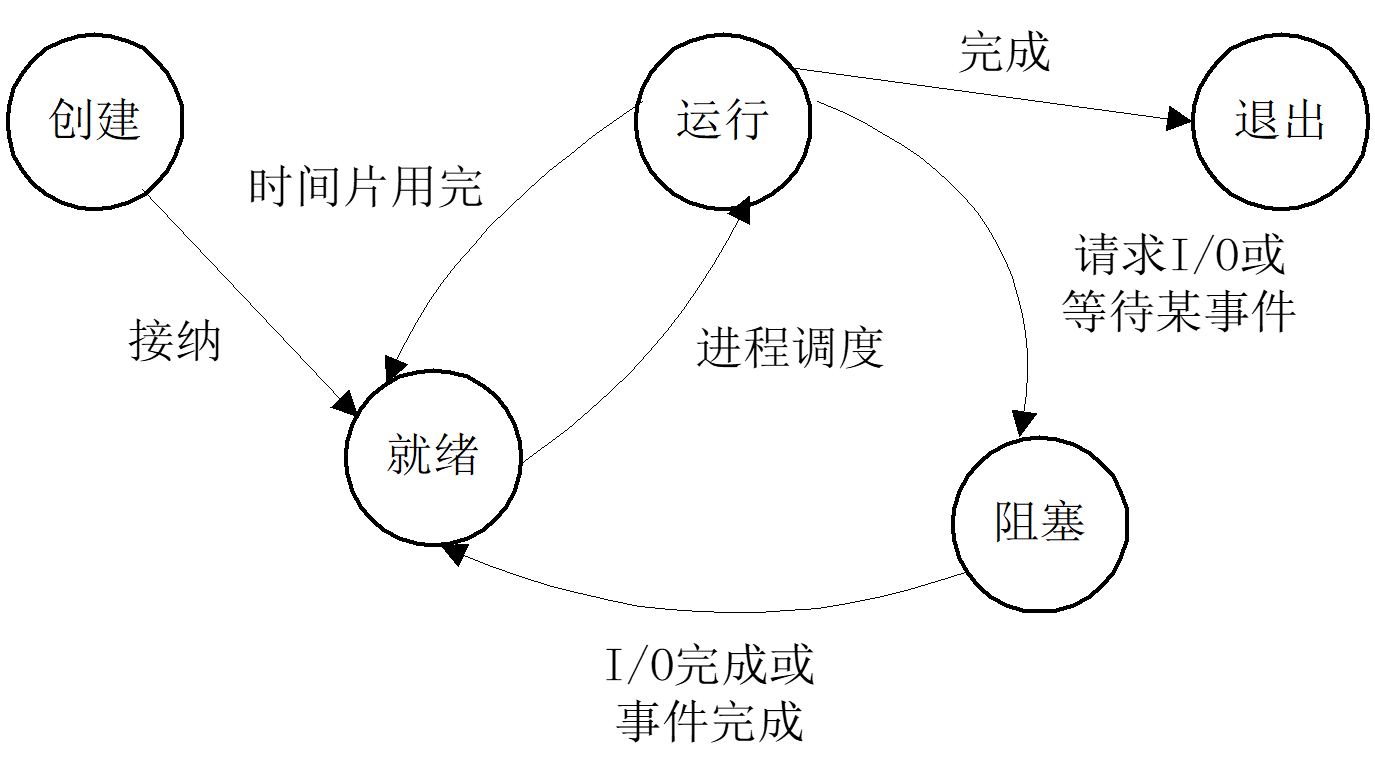 完成
创建
运行
退出
时间片用完
请求I/O或
等待某事件
接纳
进程调度
就绪
阻塞
I/O完成或
事件完成